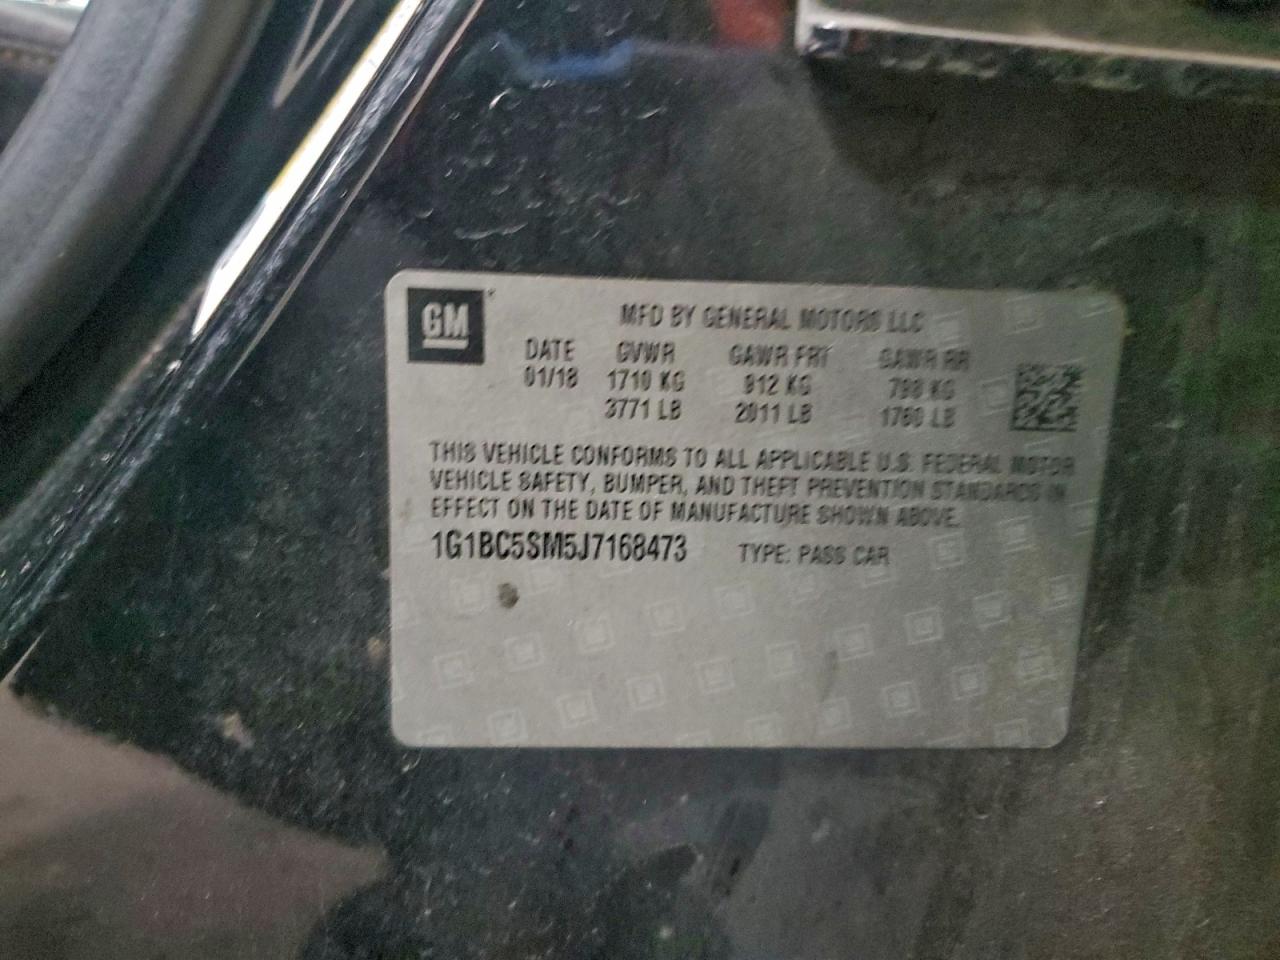 GM
MFD BY GENERAL MOTORS LLC
DATE GVWR GAWR FRT GAWR RR
01/18 1710 KG 912 KG 798 KG
3771 LB 2011 LB 1760 LB
THIS VEHICLE CONFORMS TO ALL APPLICABLE U.S. FEDERAL MOTOR
VEHICLE SAFETY, BUMPER, AND THEFT PREVENTION STANDARDS IN
EFFECT ON THE DATE OF MANUFACTURE SHOWN ABOVE.
1G1BC5SM5J7168473 TYPE: PASS CAR